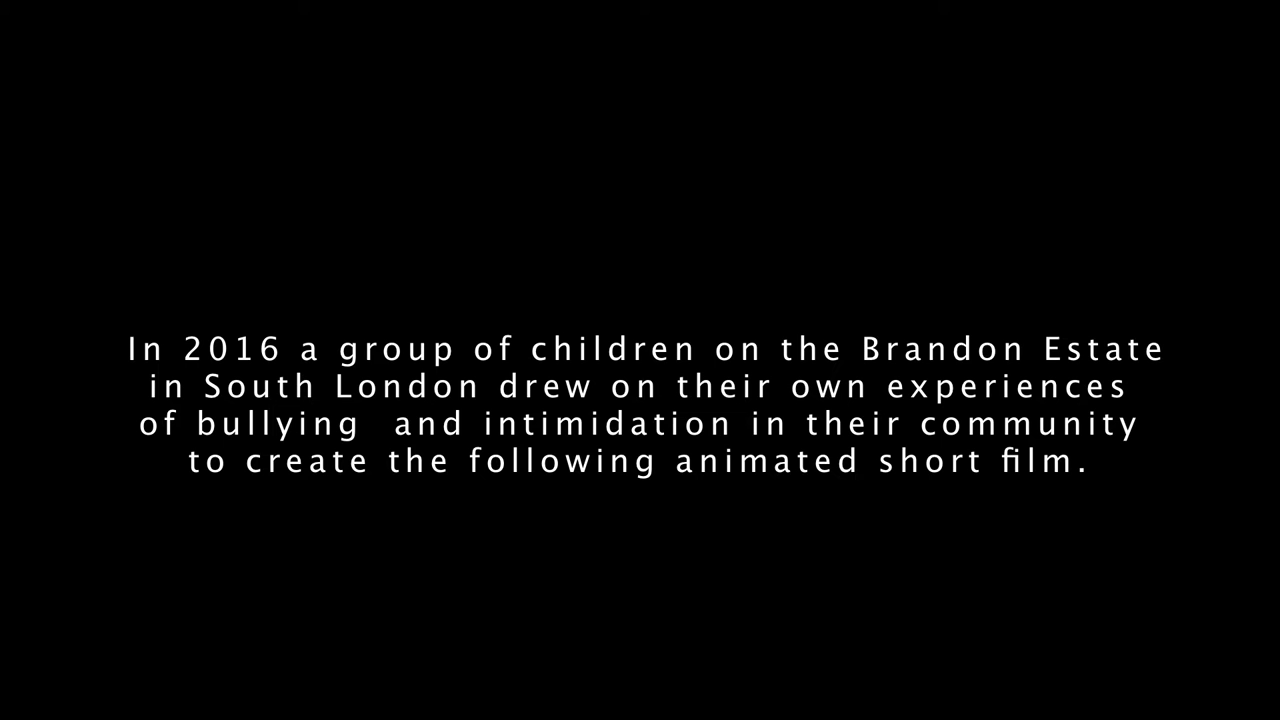 In 2016 a group of children on the Brandon Estate
in South London drew on their own experiences
of bullying  and intimidation in their community
to create the following animated short film.